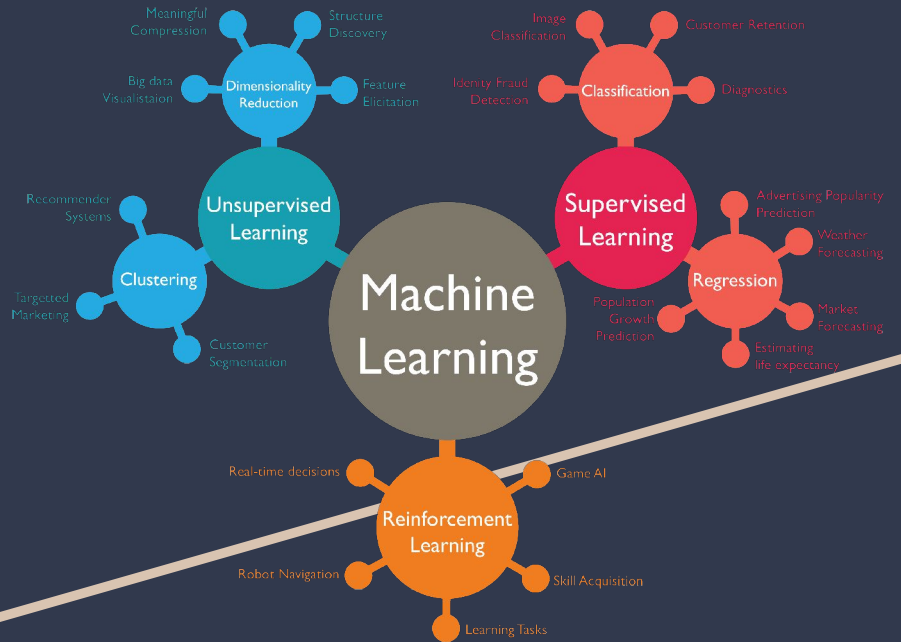 Meaningful
Compression
Structure
Discovery
Big data
Visualistaion
Dimensionality
Reduction
Feature
Elicitation
Unsupervised
Learning
Recommender
Systems
Clustering
Targetted
Marketing
Customer
Segmentation
Machine
Learning
Image
Classification
Customer Retention
Idenity Fraud
Detection
Classification
Diagnostics
Supervised
Learning
Advertising Popularity
Prediction
Weather
Forecasting
Regression
Population
Growth
Prediction
Market
Forecasting
Estimating
life expectancy
Real-time decisions
Game AI
Reinforcement
Learning
Robot Navigation
Skill Acquisition
Learning Tasks